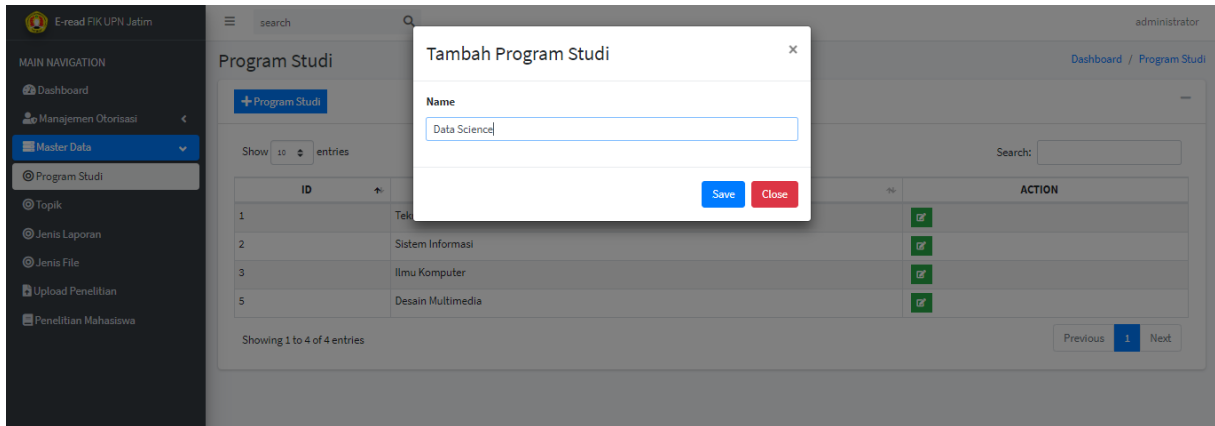 E-read FIK UPN Jatim
search
administrator
MAIN NAVIGATION
Dashboard
Manajemen Otorisasi
Master Data
Program Studi
Topik
Jenis Laporan
Jenis File
Upload Penelitian
Penelitian Mahasiswa
Program Studi
Dashboard / Program Studi
+ Program Studi
Show 10 entries
Search:
ID ACTION
1
2 Sistem Informasi
3 Ilmu Komputer
5 Desain Multimedia
Showing 1 to 4 of 4 entries
Previous 1 Next
Tambah Program Studi ×
Name
Data Science
Save Close